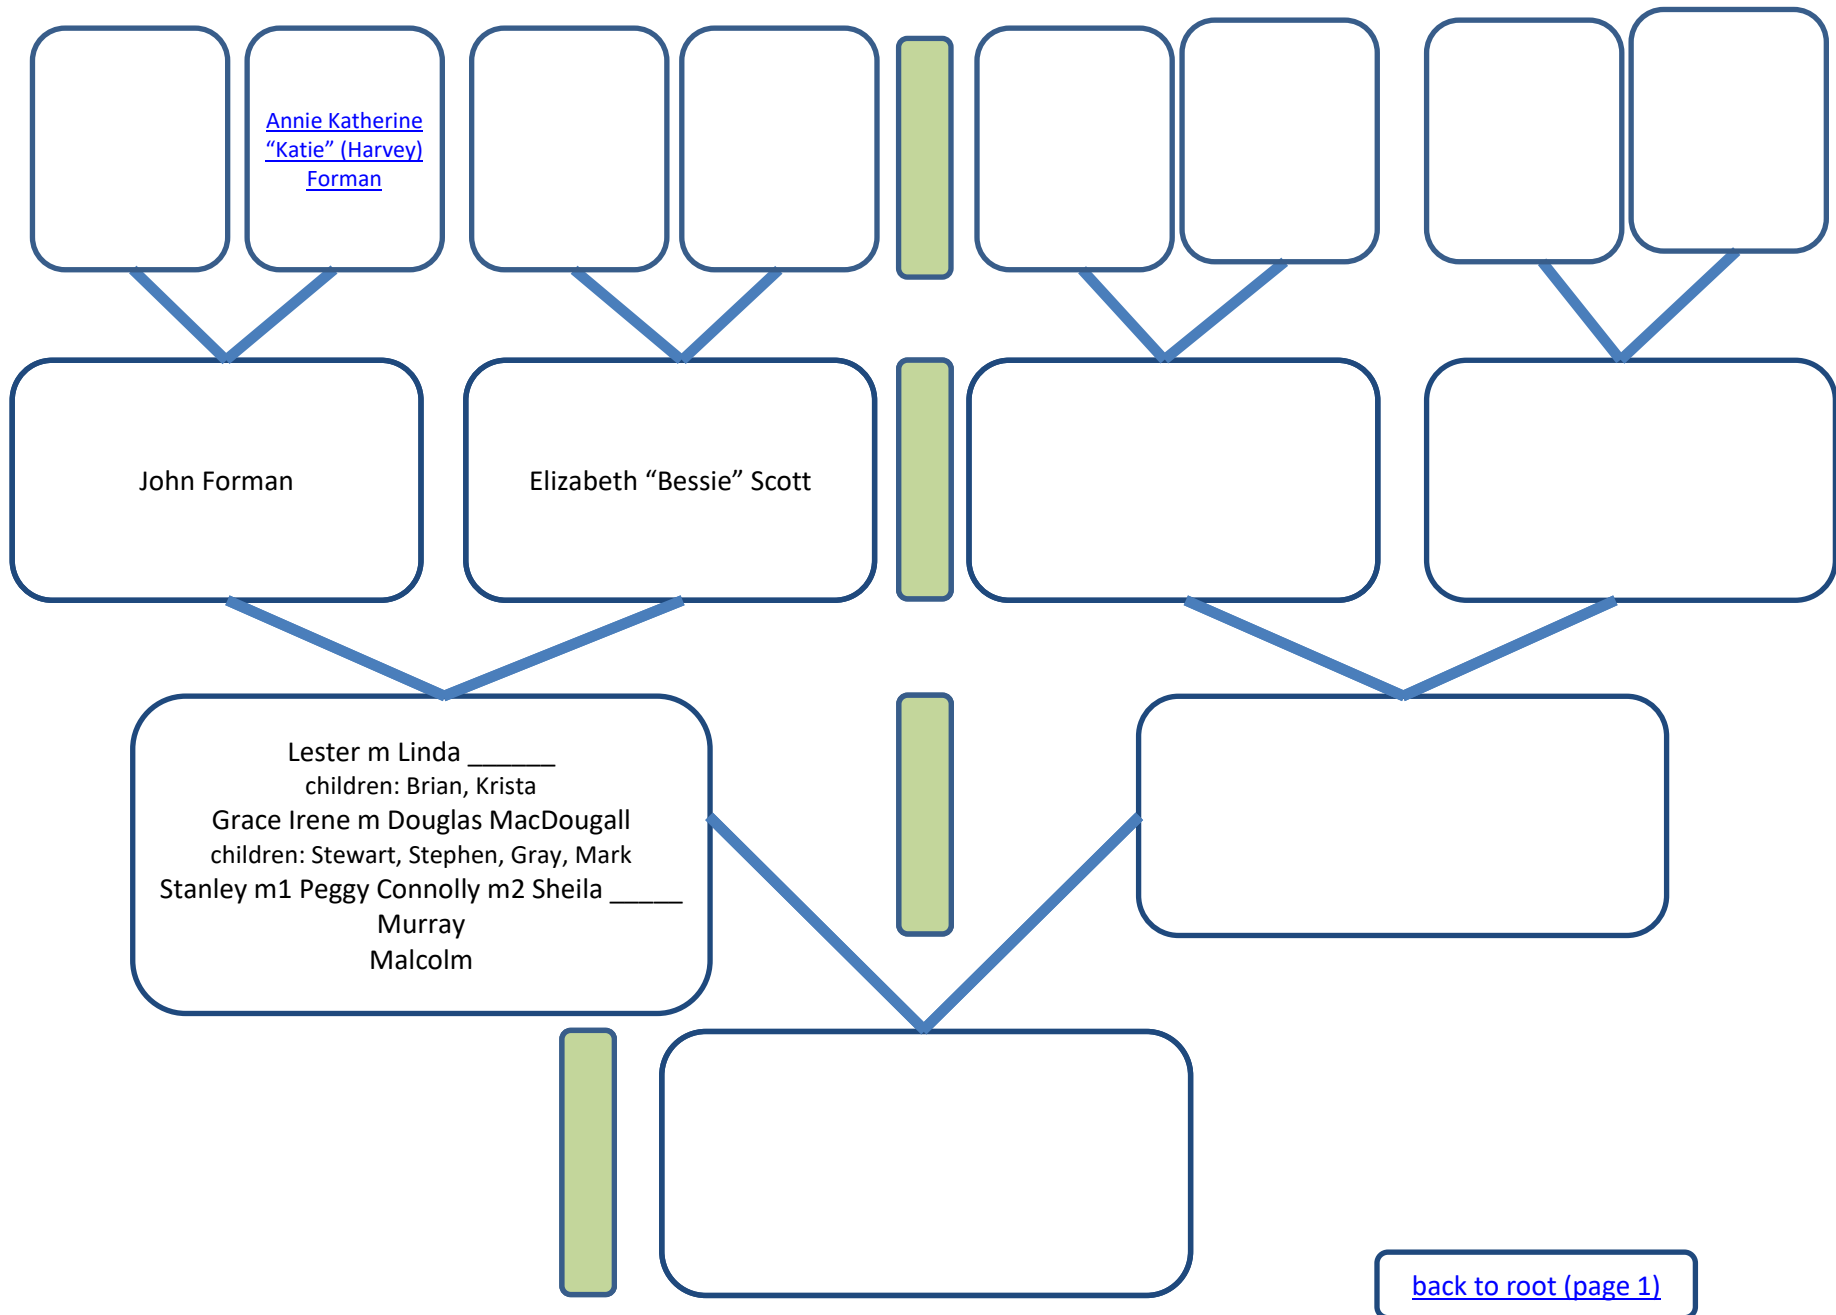 Annie Katherine
“Katie” (Harvey)
Forman
John Forman
Elizabeth “Bessie” Scott
Lester m Linda ______
children: Brian, Krista
Grace Irene m Douglas MacDougall
children: Stewart, Stephen, Gray, Mark
Stanley m1 Peggy Connolly m2 Sheila _____
Murray
Malcolm
back to root (page 1)